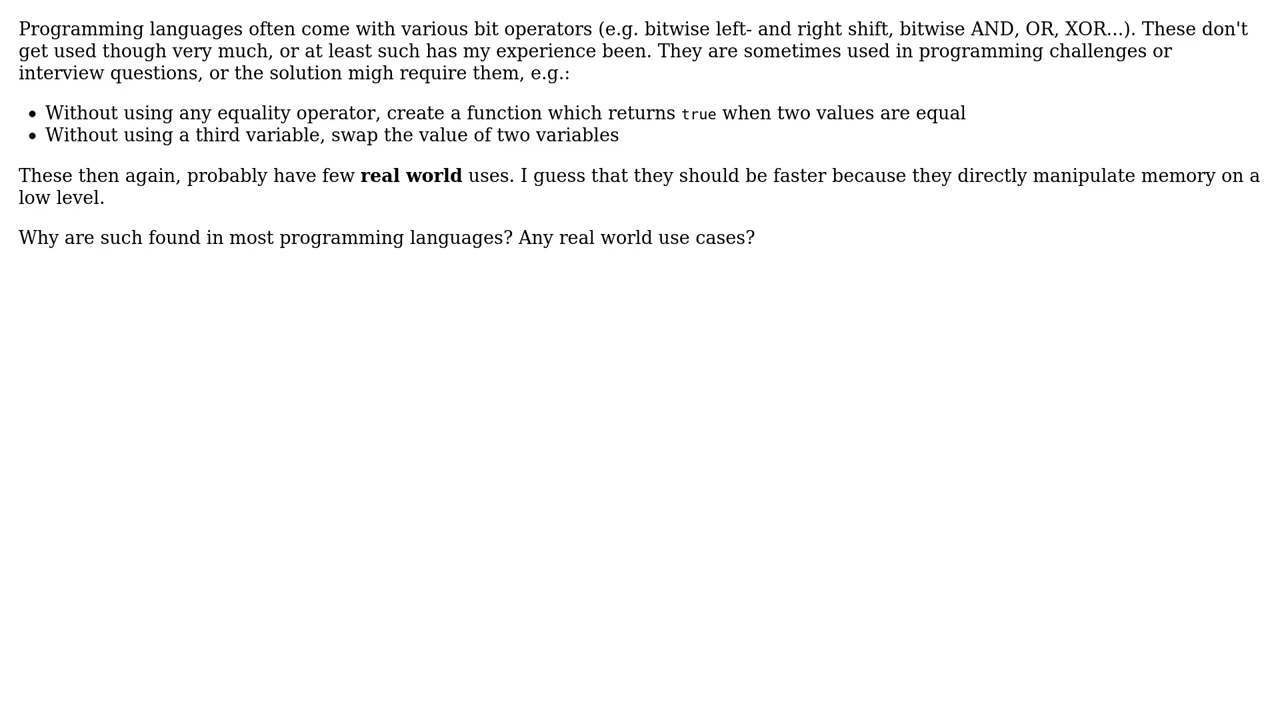 Programming languages often come with various bit operators (e.g. bitwise left- and right shift, bitwise AND, OR, XOR...). These don't
get used though very much, or at least such has my experience been. They are sometimes used in programming challenges or
interview questions, or the solution migh require them, e.g.:
• Without using any equality operator, create a function which returns true when two values are equal
• Without using a third variable, swap the value of two variables
These then again, probably have few real world uses. I guess that they should be faster because they directly manipulate memory on a
low level.
Why are such found in most programming languages? Any real world use cases?